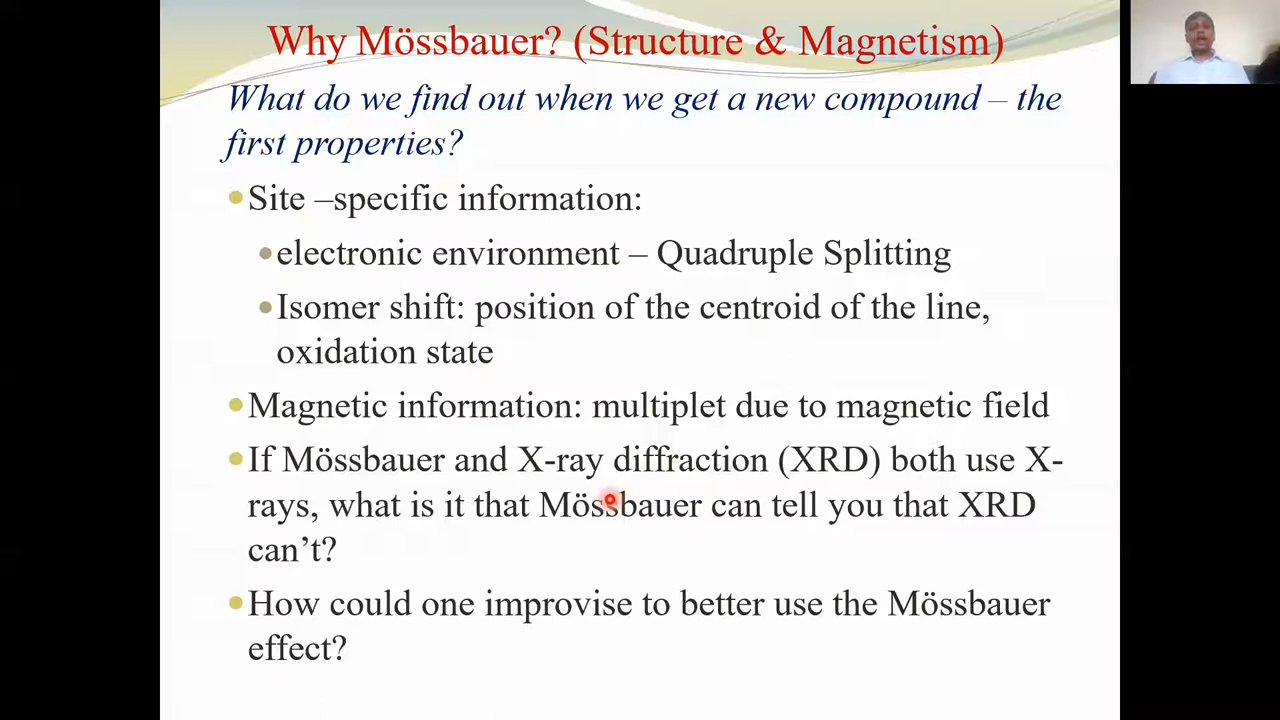 Why Mössbauer? (Structure & Magnetism)
What do we find out when we get a new compound – the
first properties?
Site –specific information:
electronic environment – Quadruple Splitting
Isomer shift: position of the centroid of the line,
oxidation state
Magnetic information: multiplet due to magnetic field
If Mössbauer and X-ray diffraction (XRD) both use X-
rays, what is it that Mössbauer can tell you that XRD
can’t?
How could one improvise to better use the Mössbauer
effect?